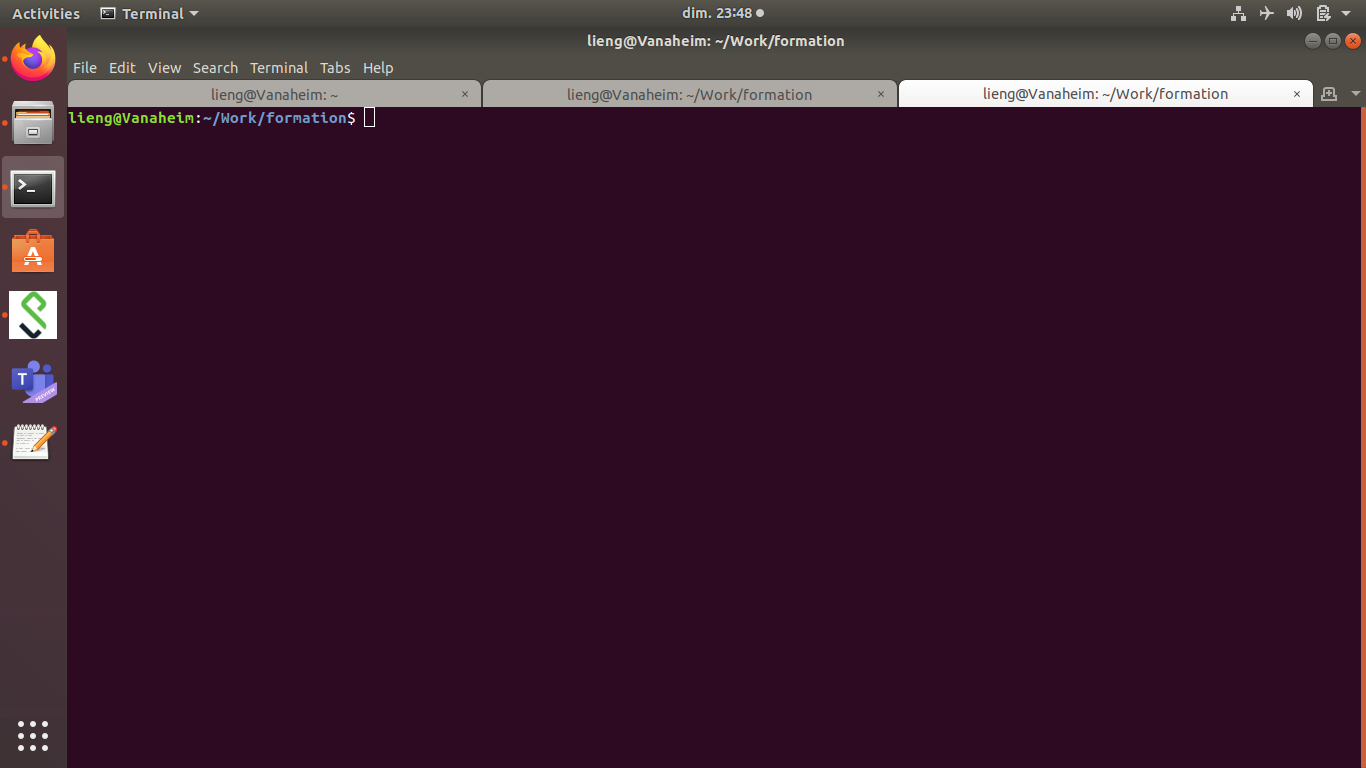 Activities Terminal dim. 23:48
lieng@Vanaheim: ~/Work/formation
File Edit View Search Terminal Tabs Help
lieng@Vanaheim: ~ × lieng@Vanaheim: ~/Work/formation × lieng@Vanaheim: ~/Work/formation ×
lieng@Vanaheim:~/Work/formation$
>_
A
T
PREVIEW